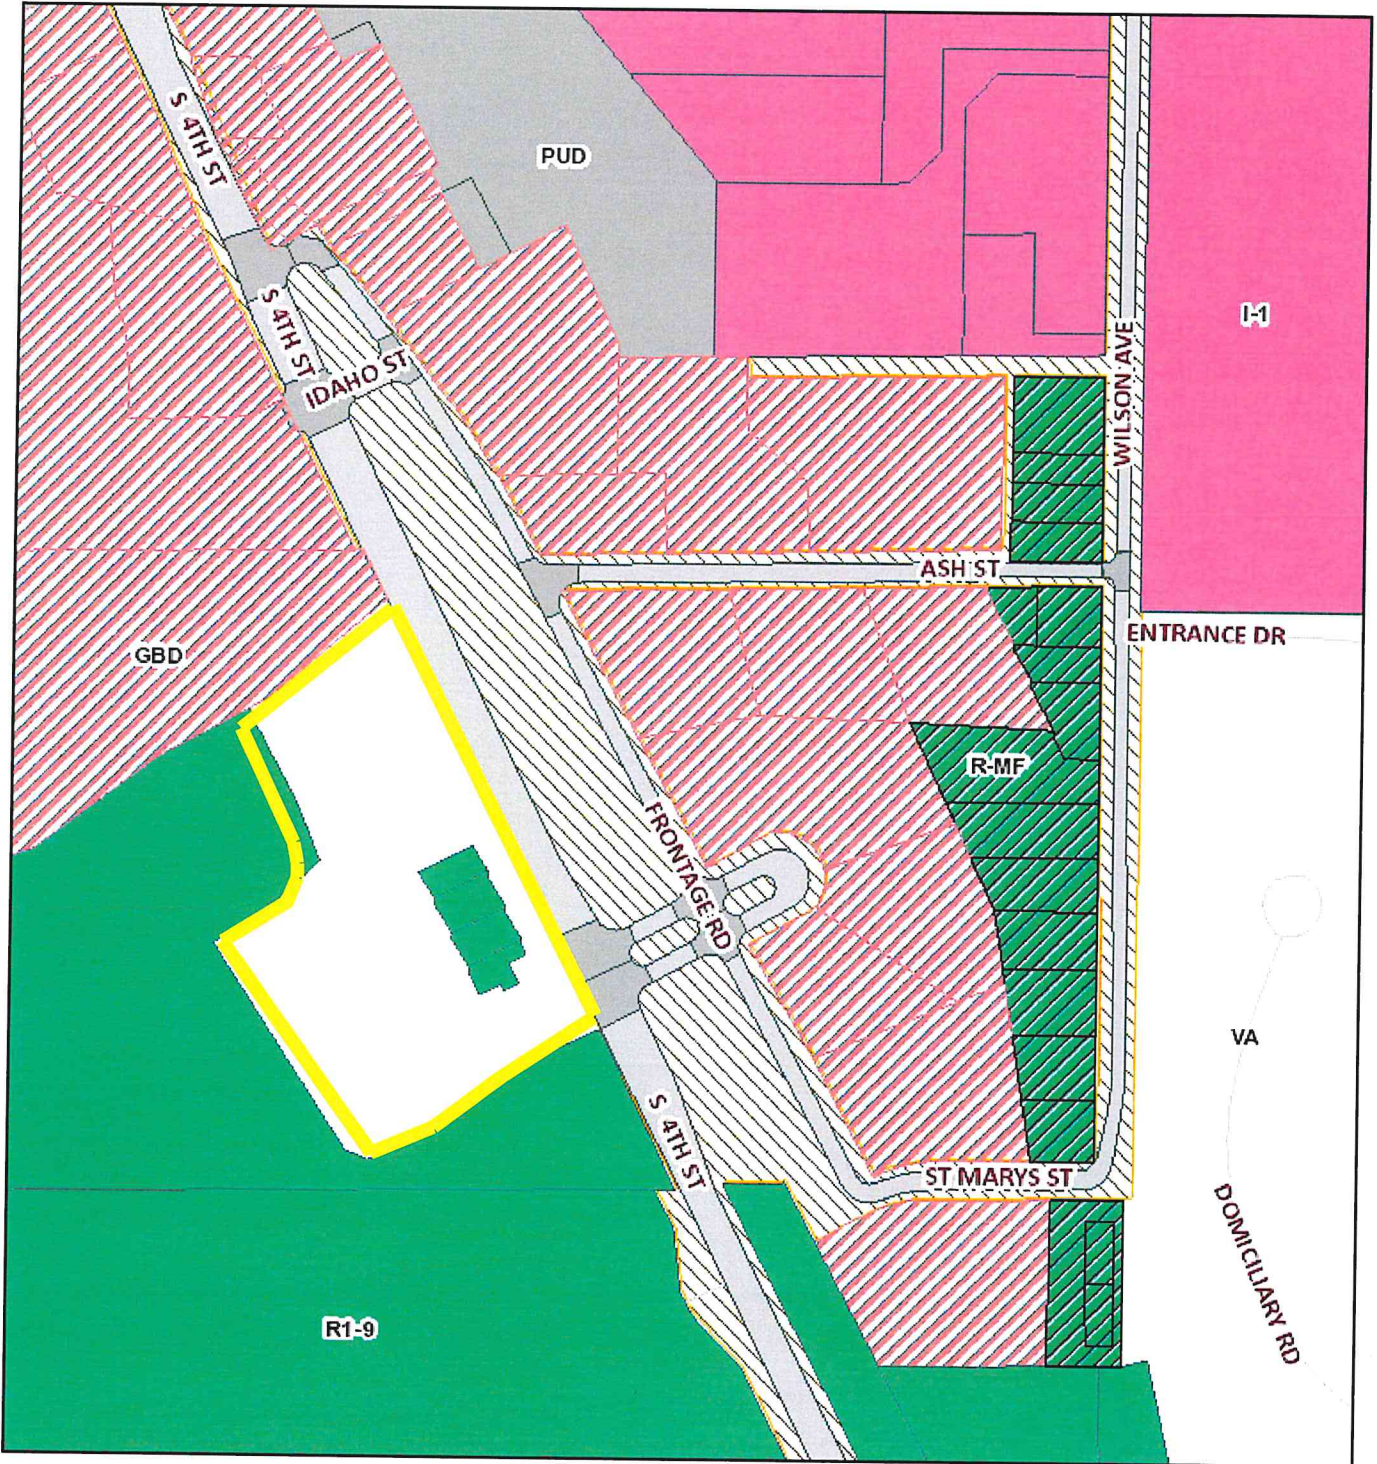 S 4TH ST
PUD
S 4TH ST
IDAHO ST
I-1
WILSON AVE
ASH ST
ENTRANCE DR
GBD
R-MF
FRONTAGE RD
VA
S 4TH ST
ST MARYS ST
DOMICILIARY RD
R1-9